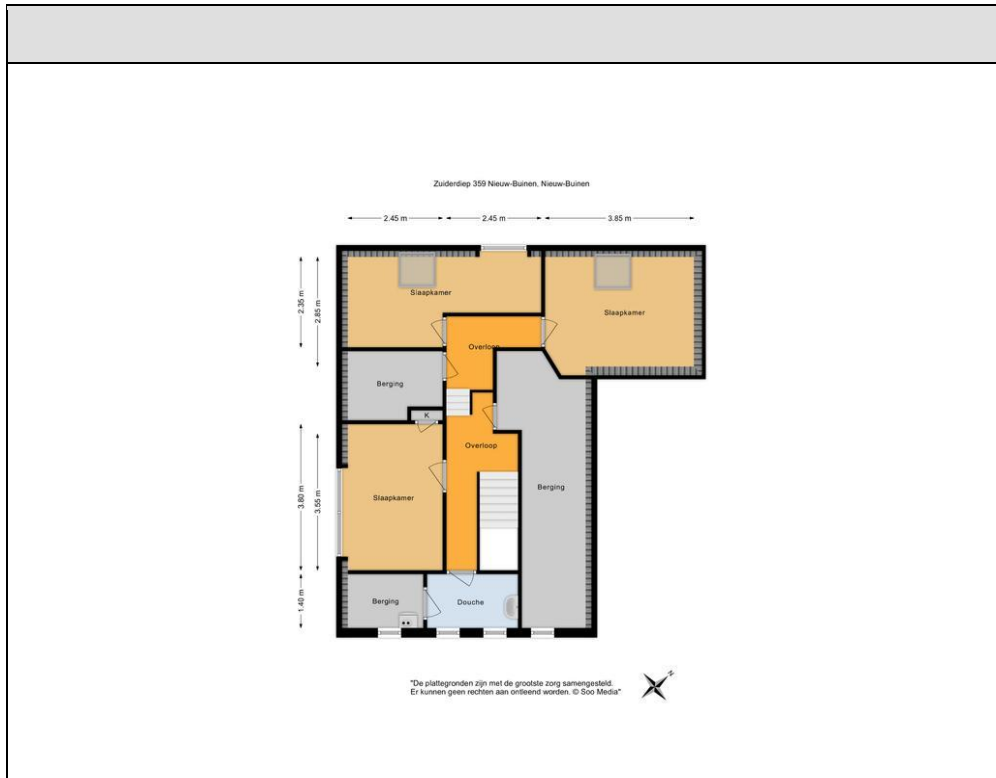 Zuiderdiep 359 Nieuw-Buinen, Nieuw-Buinen
2.45 m
2.45 m
3.85 m
2.35 m
2.85 m
Slaapkamer
Slaapkamer
Overloop
Berging
K
Overloop
3.80 m
3.55 m
Slaapkamer
Berging
1.40 m
Berging
Douche
"De plattegronden zijn met de grootste zorg samengesteld.
Er kunnen geen rechten aan ontleend worden. © Soo Media"
N